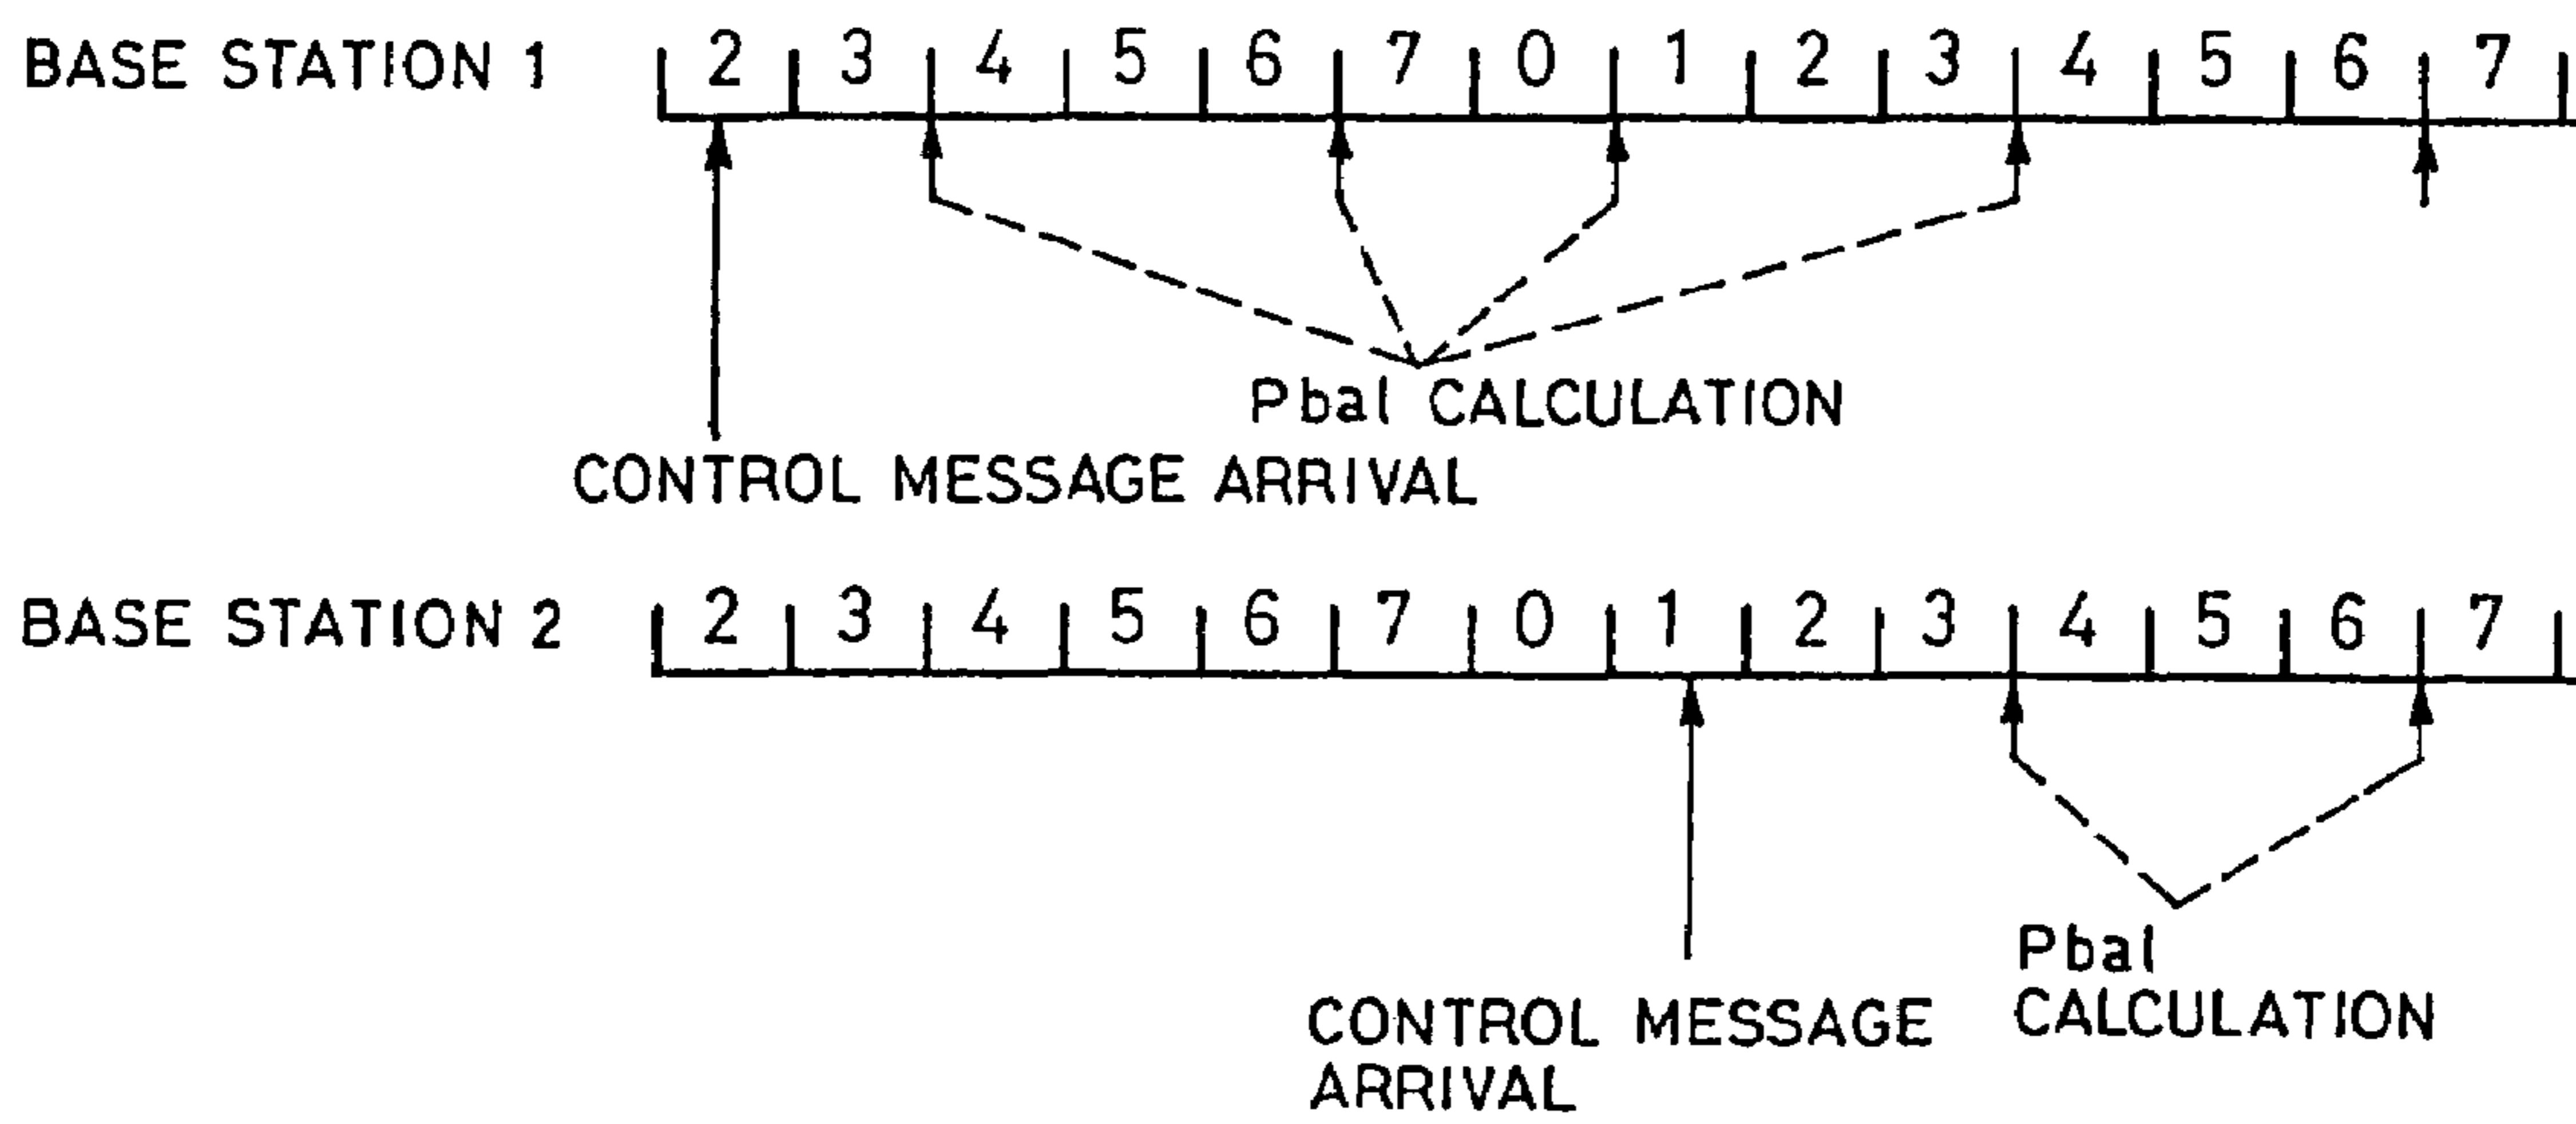 BASE STATION 1 2 3 4 5 6 7 0 1 2 3 4 5 6 7
Pbal CALCULATION
CONTROL MESSAGE ARRIVAL
BASE STATION 2 2 3 4 5 6 7 0 1 2 3 4 5 6 7
Pbal
CALCULATION
CONTROL MESSAGE
ARRIVAL